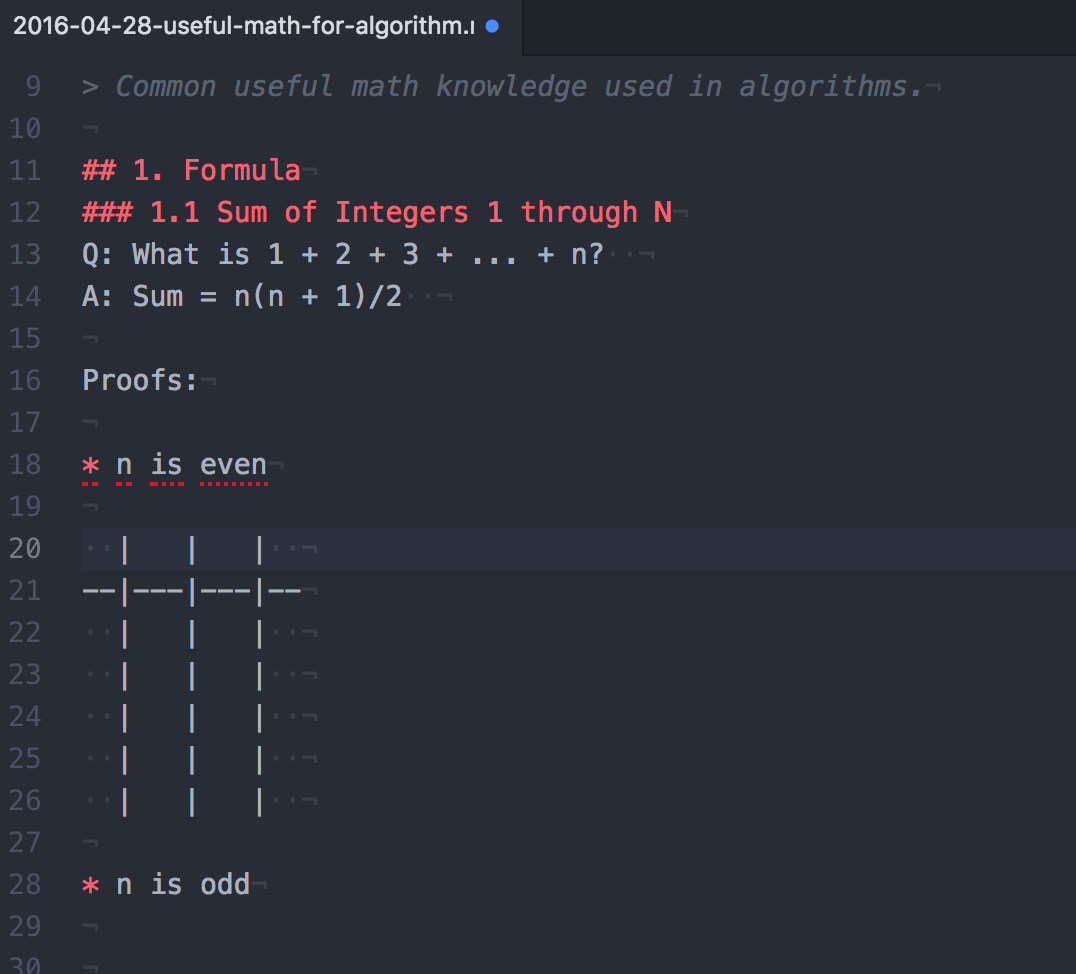 2016-04-28-useful-math-for-algorithm.
9 > Common useful math knowledge used in algorithms.¬
10 ¬
11 ## 1. Formula¬
12 ### 1.1 Sum of Integers 1 through N¬
13 Q: What is 1 + 2 + 3 + ... + n?··¬
14 A: Sum = n(n + 1)/2··¬
15 ¬
16 Proofs:¬
17 ¬
18 * n is even¬
19 ¬
20 ··|   |   |··¬
21 --|---|---|--¬
22 ··|   |   |··¬
23 ··|   |   |··¬
24 ··|   |   |··¬
25 ··|   |   |··¬
26 ··|   |   |··¬
27 ¬
28 * n is odd¬
29 ¬
30 ¬